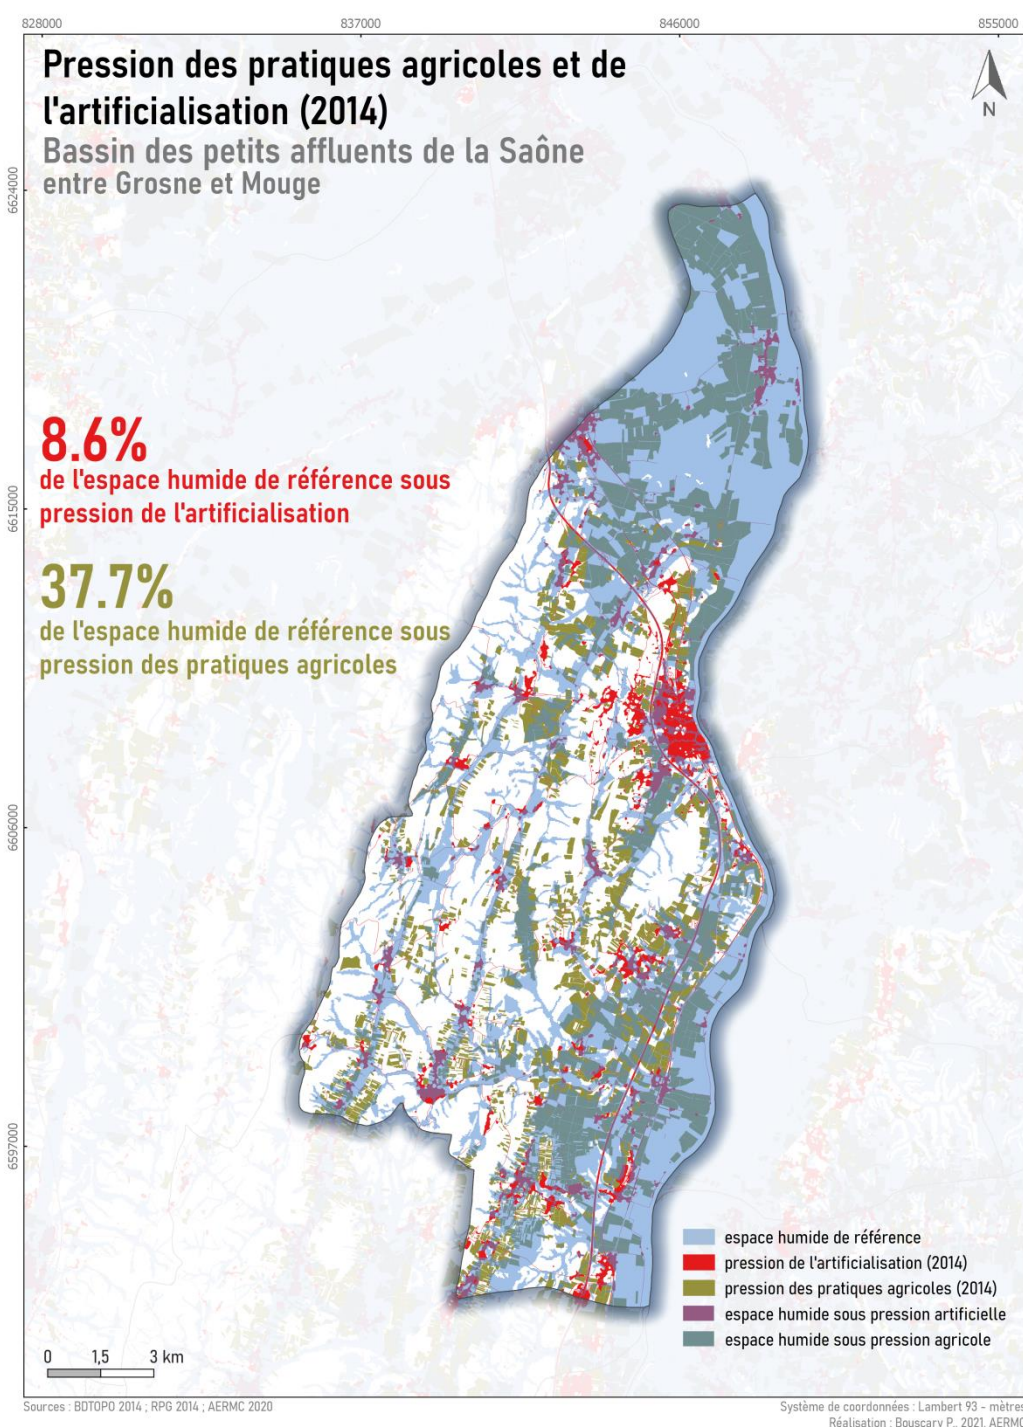 828000
837000
846000
855000
Pression des pratiques agricoles et de
l'artificialisation (2014)
Bassin des petits affluents de la Saône
entre Grosne et Mouge
N
6624000
8.6%
de l'espace humide de référence sous
pression de l'artificialisation
6615000
37.7%
de l'espace humide de référence sous
pression des pratiques agricoles
6606000
6597000
espace humide de référence
pression de l'artificialisation (2014)
pression des pratiques agricoles (2014)
espace humide sous pression artificielle
espace humide sous pression agricole
0 1,5 3 km
Sources : BDTOPO 2014 ; RPG 2014 ; AERMC 2020
Système de coordonnées : Lambert 93 - mètres
Réalisation : Bouscary P., 2021, AERMC